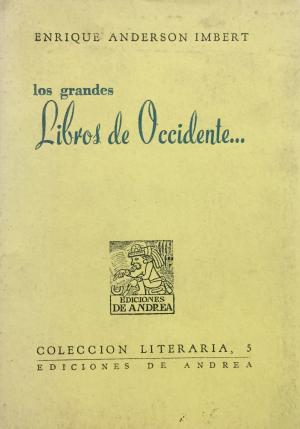 ENRIQUE ANDERSON IMBERT
los grandes
Libros de Occidente...
EDICIONES
DE ANDREA
COLECCION LITERARIA, 5
EDICIONES DE ANDREA